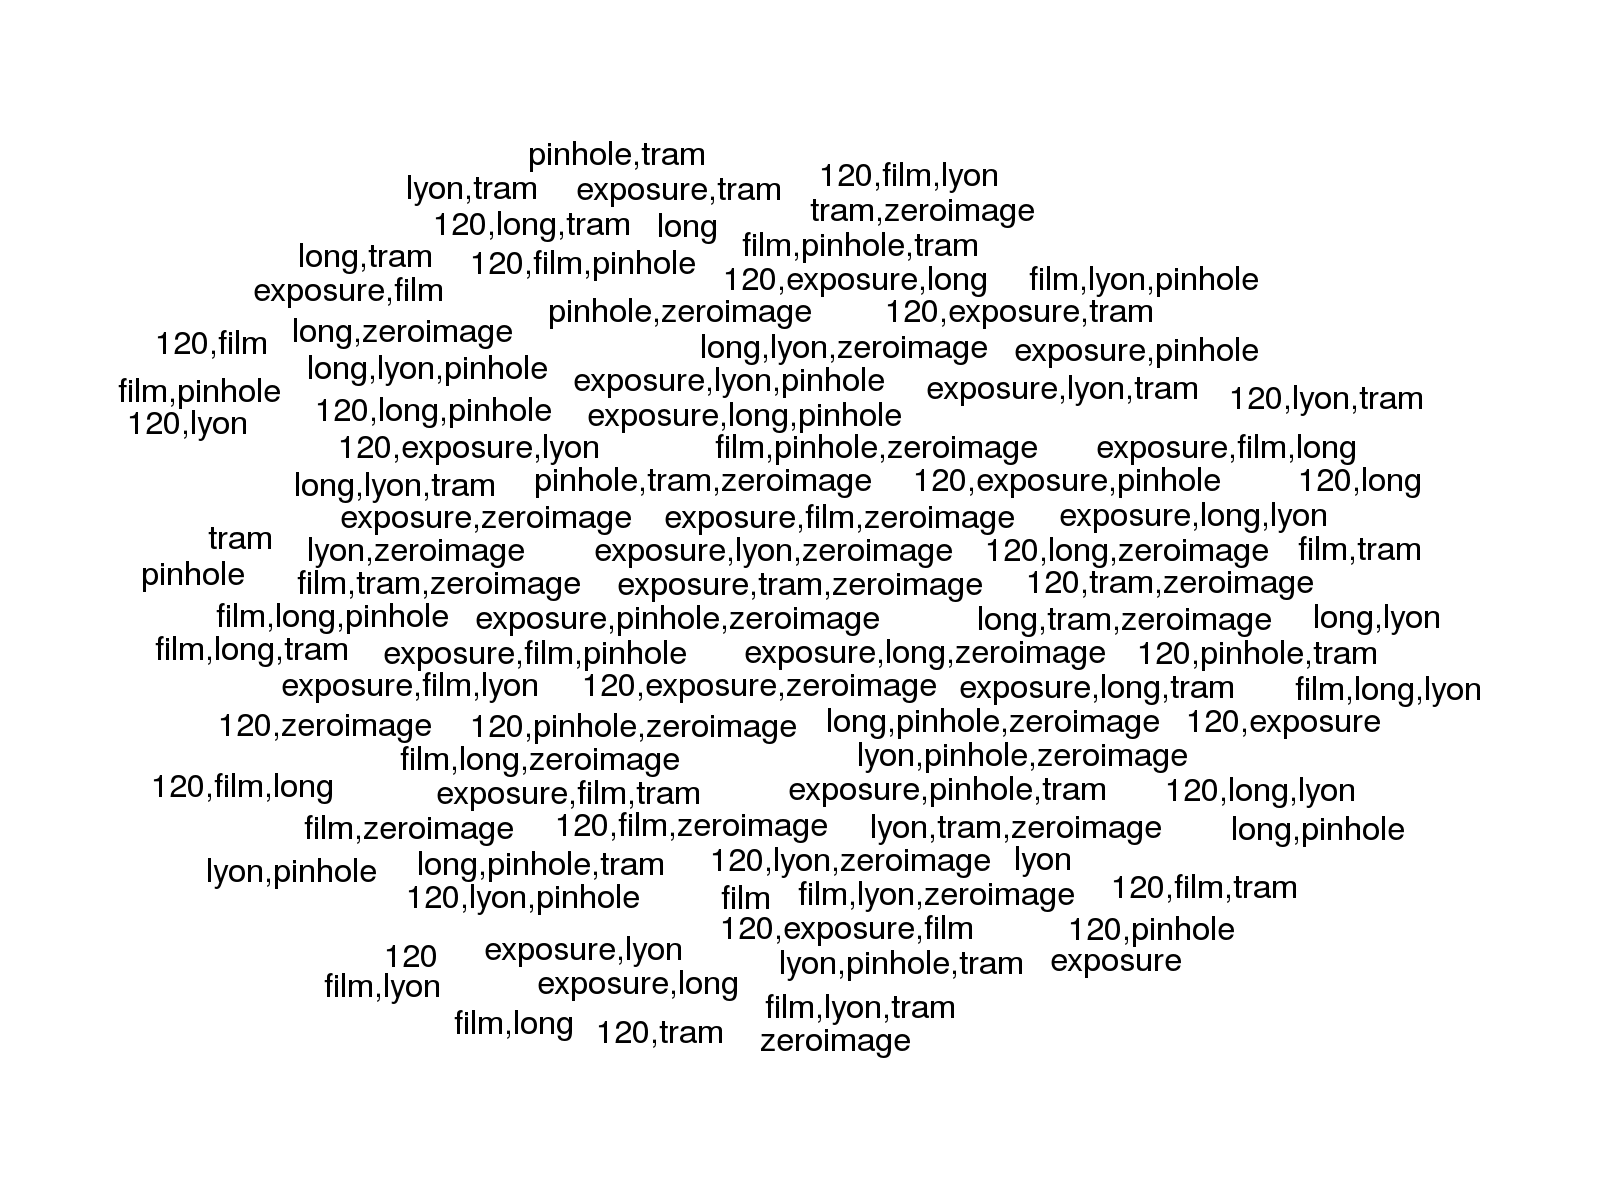 pinhole,tram
lyon,tram exposure,tram 120,film,lyon
120,long,tram long tram,zeroimage
long,tram 120,film,pinhole film,pinhole,tram
exposure,film 120,exposure,long film,lyon,pinhole
pinhole,zeroimage 120,exposure,tram
120,film long,zeroimage long,lyon,zeroimage exposure,pinhole
long,lyon,pinhole exposure,lyon,pinhole exposure,lyon,tram
film,pinhole 120,long,pinhole exposure,long,pinhole 120,lyon,tram
120,lyon
120,exposure,lyon film,pinhole,zeroimage exposure,film,long
long,lyon,tram pinhole,tram,zeroimage 120,exposure,pinhole 120,long
exposure,zeroimage exposure,film,zeroimage exposure,long,lyon
tram lyon,zeroimage exposure,lyon,zeroimage 120,long,zeroimage film,tram
pinhole film,tram,zeroimage exposure,tram,zeroimage 120,tram,zeroimage
film,long,pinhole exposure,pinhole,zeroimage long,tram,zeroimage long,lyon
film,long,tram exposure,film,pinhole exposure,long,zeroimage 120,pinhole,tram
exposure,film,lyon 120,exposure,zeroimage exposure,long,tram film,long,lyon
120,zeroimage 120,pinhole,zeroimage long,pinhole,zeroimage 120,exposure
film,long,zeroimage lyon,pinhole,zeroimage
120,film,long exposure,film,tram exposure,pinhole,tram 120,long,lyon
film,zeroimage 120,film,zeroimage lyon,tram,zeroimage long,pinhole
lyon,pinhole long,pinhole,tram 120,lyon,zeroimage lyon
120,lyon,pinhole film film,lyon,zeroimage 120,film,tram
120,exposure,film 120,pinhole
120 exposure,lyon lyon,pinhole,tram exposure
film,lyon exposure,long
film,long 120,tram film,lyon,tram
zeroimage